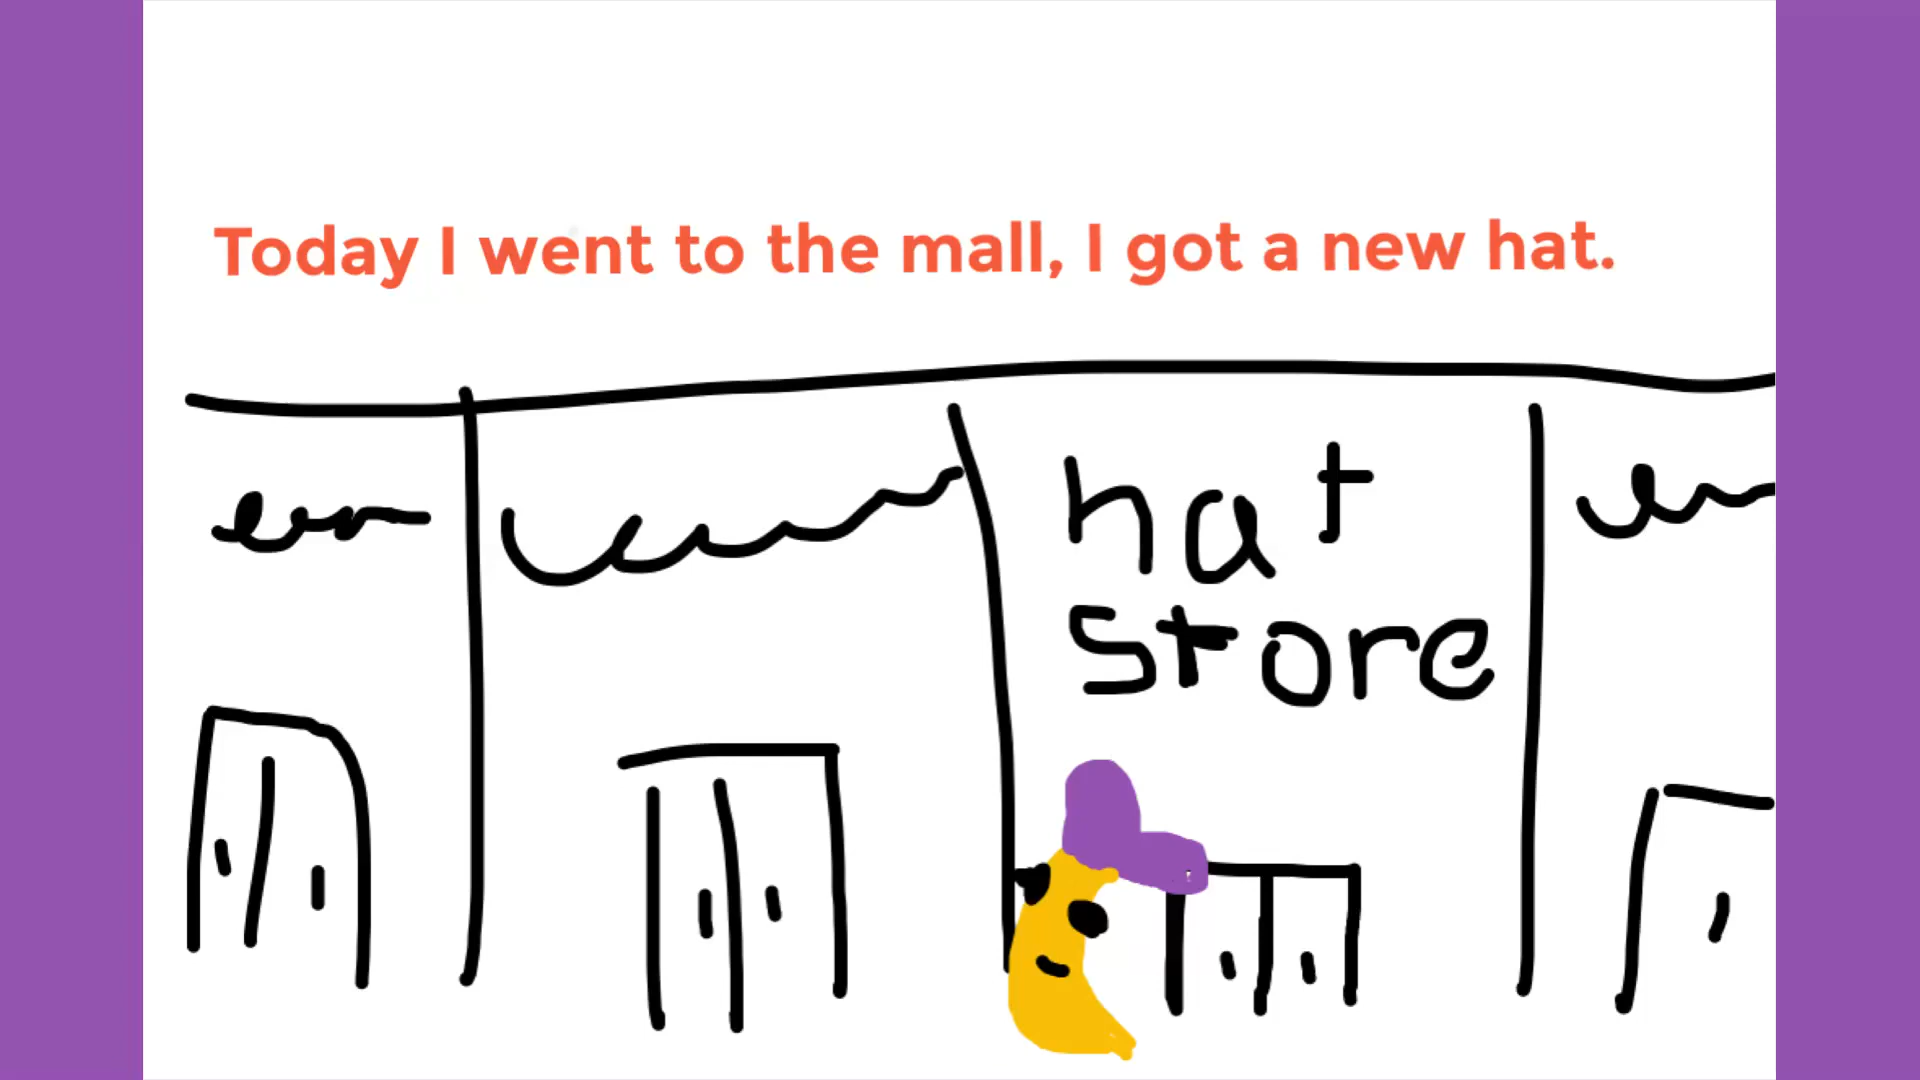 Today I went to the mall, I got a new hat.
hat
store